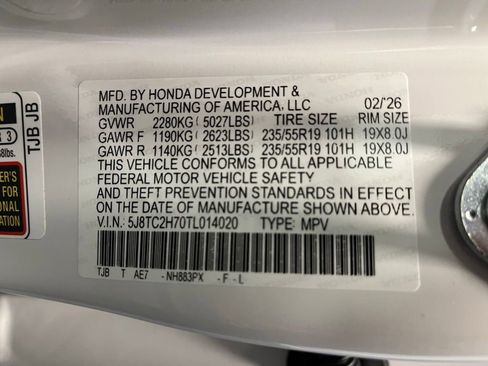 MFD. BY HONDA DEVELOPMENT &
MANUFACTURING OF AMERICA, LLC 02/'26
GVWR 2280KG( 5027LBS) TIRE SIZE RIM SIZE
GAWR F 1190KG( 2623LBS) 235/55R19 101H 19X8.0J
GAWR R 1140KG( 2513LBS) 235/55R19 101H 19X8.0J
THIS VEHICLE CONFORMS TO ALL APPLICABLE
FEDERAL MOTOR VEHICLE SAFETY
AND THEFT PREVENTION STANDARDS IN EFFECT
ON THE DATE OF MANUFACTURE SHOWN ABOVE.
V.I.N.: 5J8TC2H70TL014020 TYPE: MPV
TJB T AE7 - NH883PX - F - L
TJB JB
N
3
8lbs.